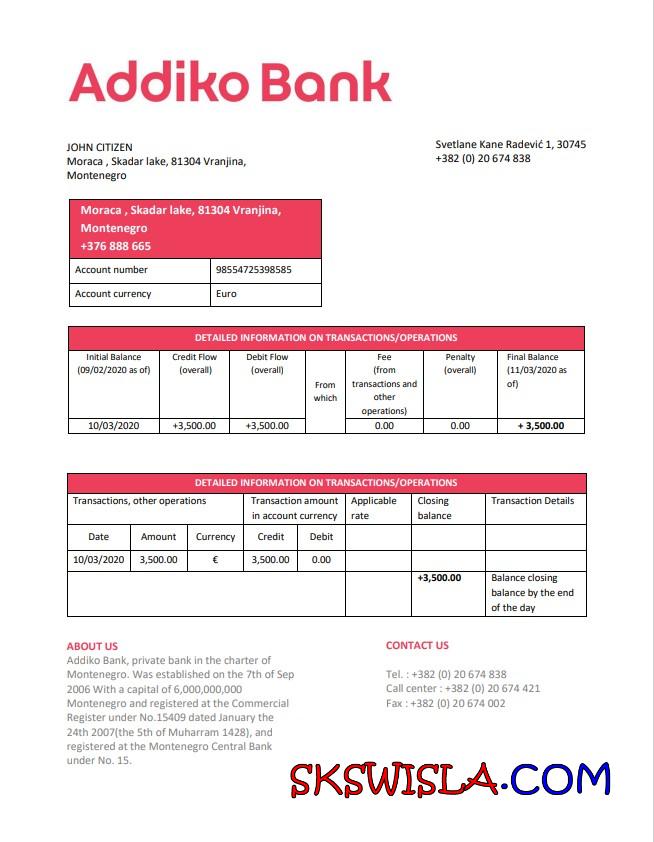 Addiko Bank
JOHN CITIZEN
Moraca , Skadar lake, 81304 Vranjina,
Montenegro
Svetlane Kane Radević 1, 30745
+382 (0) 20 674 838
Moraca , Skadar lake, 81304 Vranjina,
Montenegro
+376 888 665
Account number 98554725398585
Account currency Euro
DETAILED INFORMATION ON TRANSACTIONS/OPERATIONS
Initial Balance
(09/02/2020 as of)
Credit Flow
(overall)
Debit Flow
(overall)
From
which
Fee
(from
transactions and
other
operations)
Penalty
(overall)
Final Balance
(11/03/2020 as
of)
10/03/2020 +3,500.00 +3,500.00 0.00 0.00 + 3,500.00
DETAILED INFORMATION ON TRANSACTIONS/OPERATIONS
Transactions, other operations
Transaction amount
in account currency
Applicable
rate
Closing
balance
Transaction Details
Date Amount Currency Credit Debit
10/03/2020 3,500.00 € 3,500.00 0.00
+3,500.00
Balance closing
balance by the end
of the day
ABOUT US
Addiko Bank, private bank in the charter of
Montenegro. Was established on the 7th of Sep
2006 With a capital of 6,000,000,000
Montenegro and registered at the Commercial
Register under No.15409 dated January the
24th 2007(the 5th of Muharram 1428), and
registered at the Montenegro Central Bank
under No. 15.
CONTACT US
Tel. : +382 (0) 20 674 838
Call center : +382 (0) 20 674 421
Fax : +382 (0) 20 674 002
SKSWISLA.COM